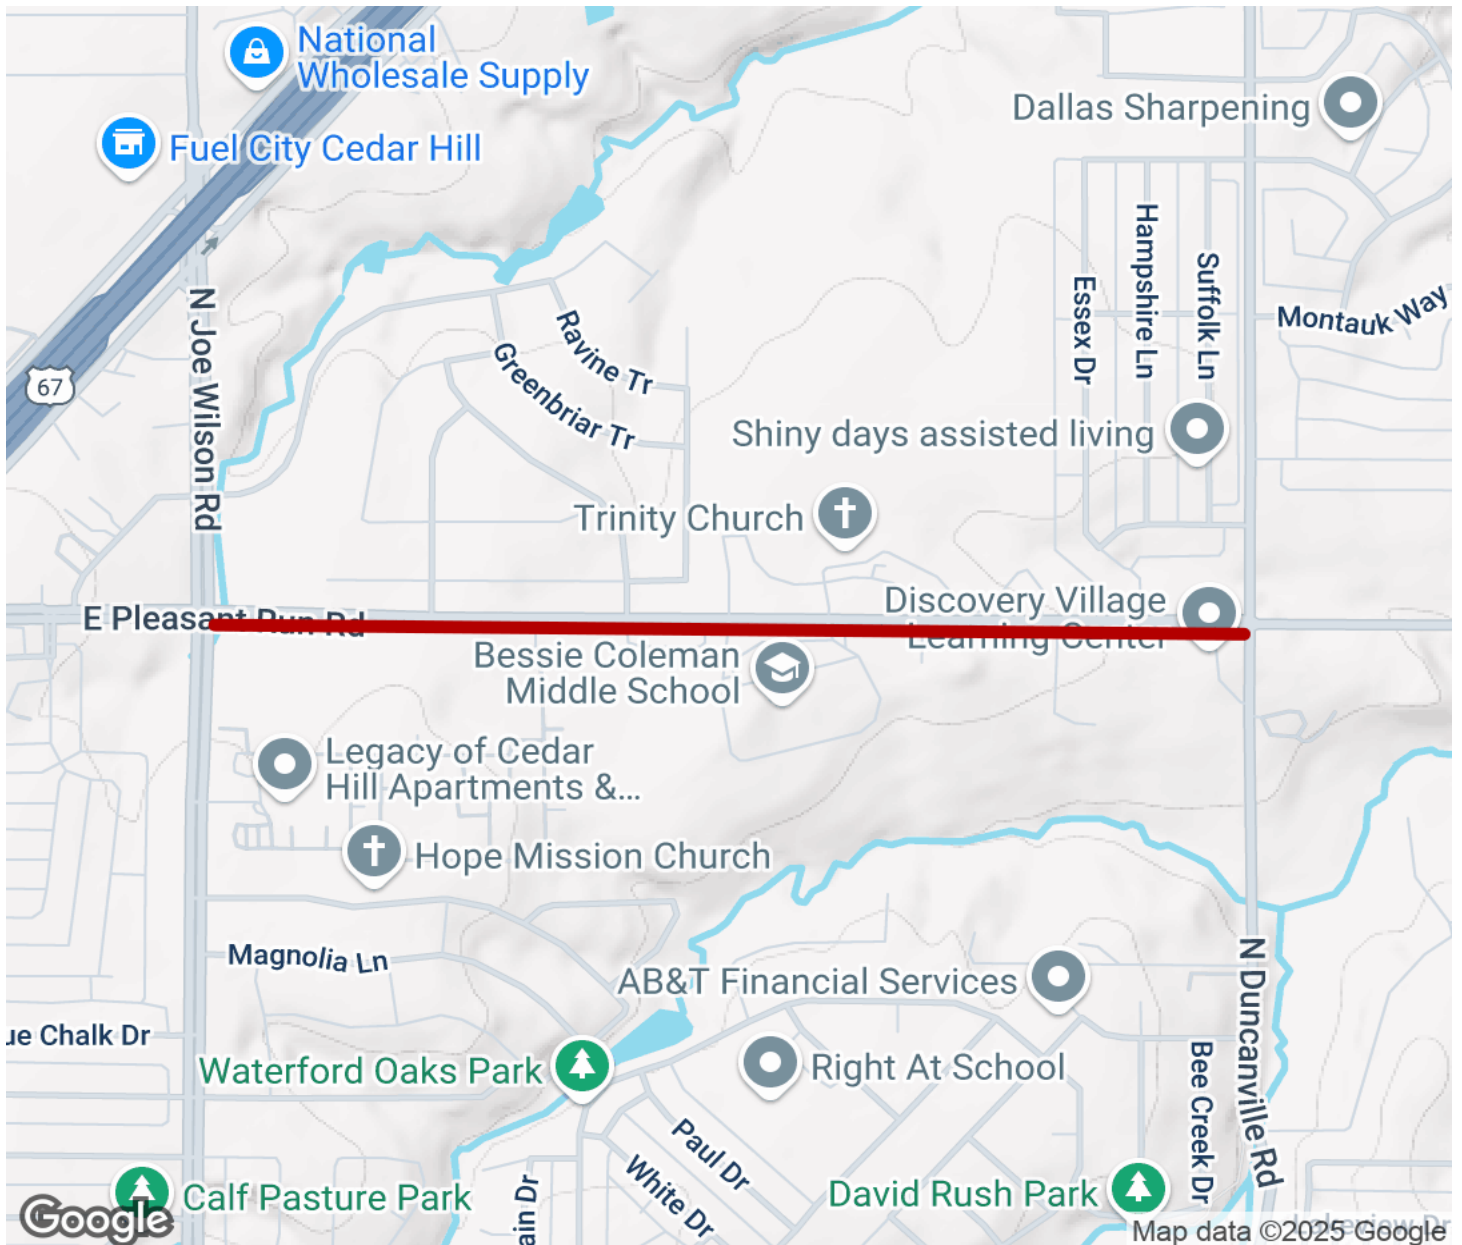 National
Wholesale Supply
Fuel City Cedar Hill
Dallas Sharpening
67
N Joe Wilson Rd
Ravine Tr
Greenbriar Tr
Essex Dr
Hampshire Ln
Suffolk Ln
Montauk Way
Shiny days assisted living
Trinity Church
E Pleasant Run Rd
Discovery Village
Learning Center
Bessie Coleman
Middle School
Legacy of Cedar
Hill Apartments &...
Hope Mission Church
Magnolia Ln
AB&T Financial Services
N Duncanville Rd
ue Chalk Dr
Waterford Oaks Park
Right At School
Bee Creek Dr
Paul Dr
White Dr
ain Dr
Calf Pasture Park
David Rush Park
Lakeview Dr
Google
Map data ©2025 Google